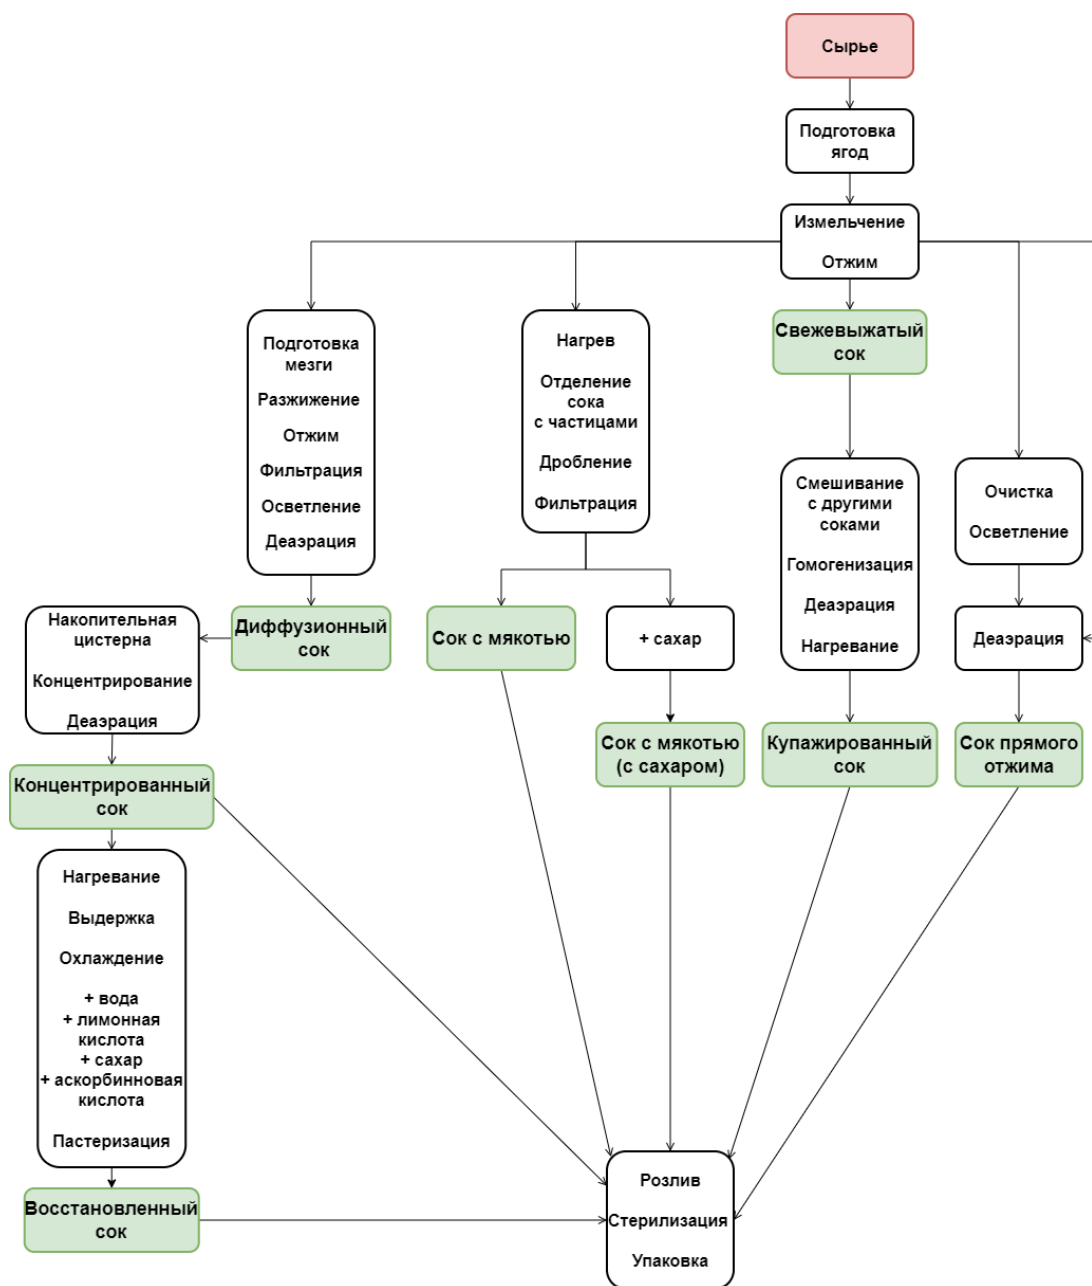 Сырье
Подготовка
ягод
Измельчение
Отжим
Подготовка
мезги
Разжижение
Отжим
Фильтрация
Осветление
Деаэрация
Нагрев
Отделение
сока
с частицами
Дробление
Фильтрация
Свежевыжатый
сок
Смешивание
с другими
соками
Гомогенизация
Деаэрация
Нагревание
Очистка
Осветление
Накопительная
цистерна
Концентрирование
Деаэрация
Диффузионный
сок
Сок с мякотью
+ сахар
Деаэрация
Концентрированный
сок
Сок с мякотью
(с сахаром)
Купажированный
сок
Сок прямого
отжима
Нагревание
Выдержка
Охлаждение
+ вода
+ лимонная
кислота
+ сахар
+ аскорбинновая
кислота
Пастеризация
Восстановленный
сок
Розлив
Стерилизация
Упаковка